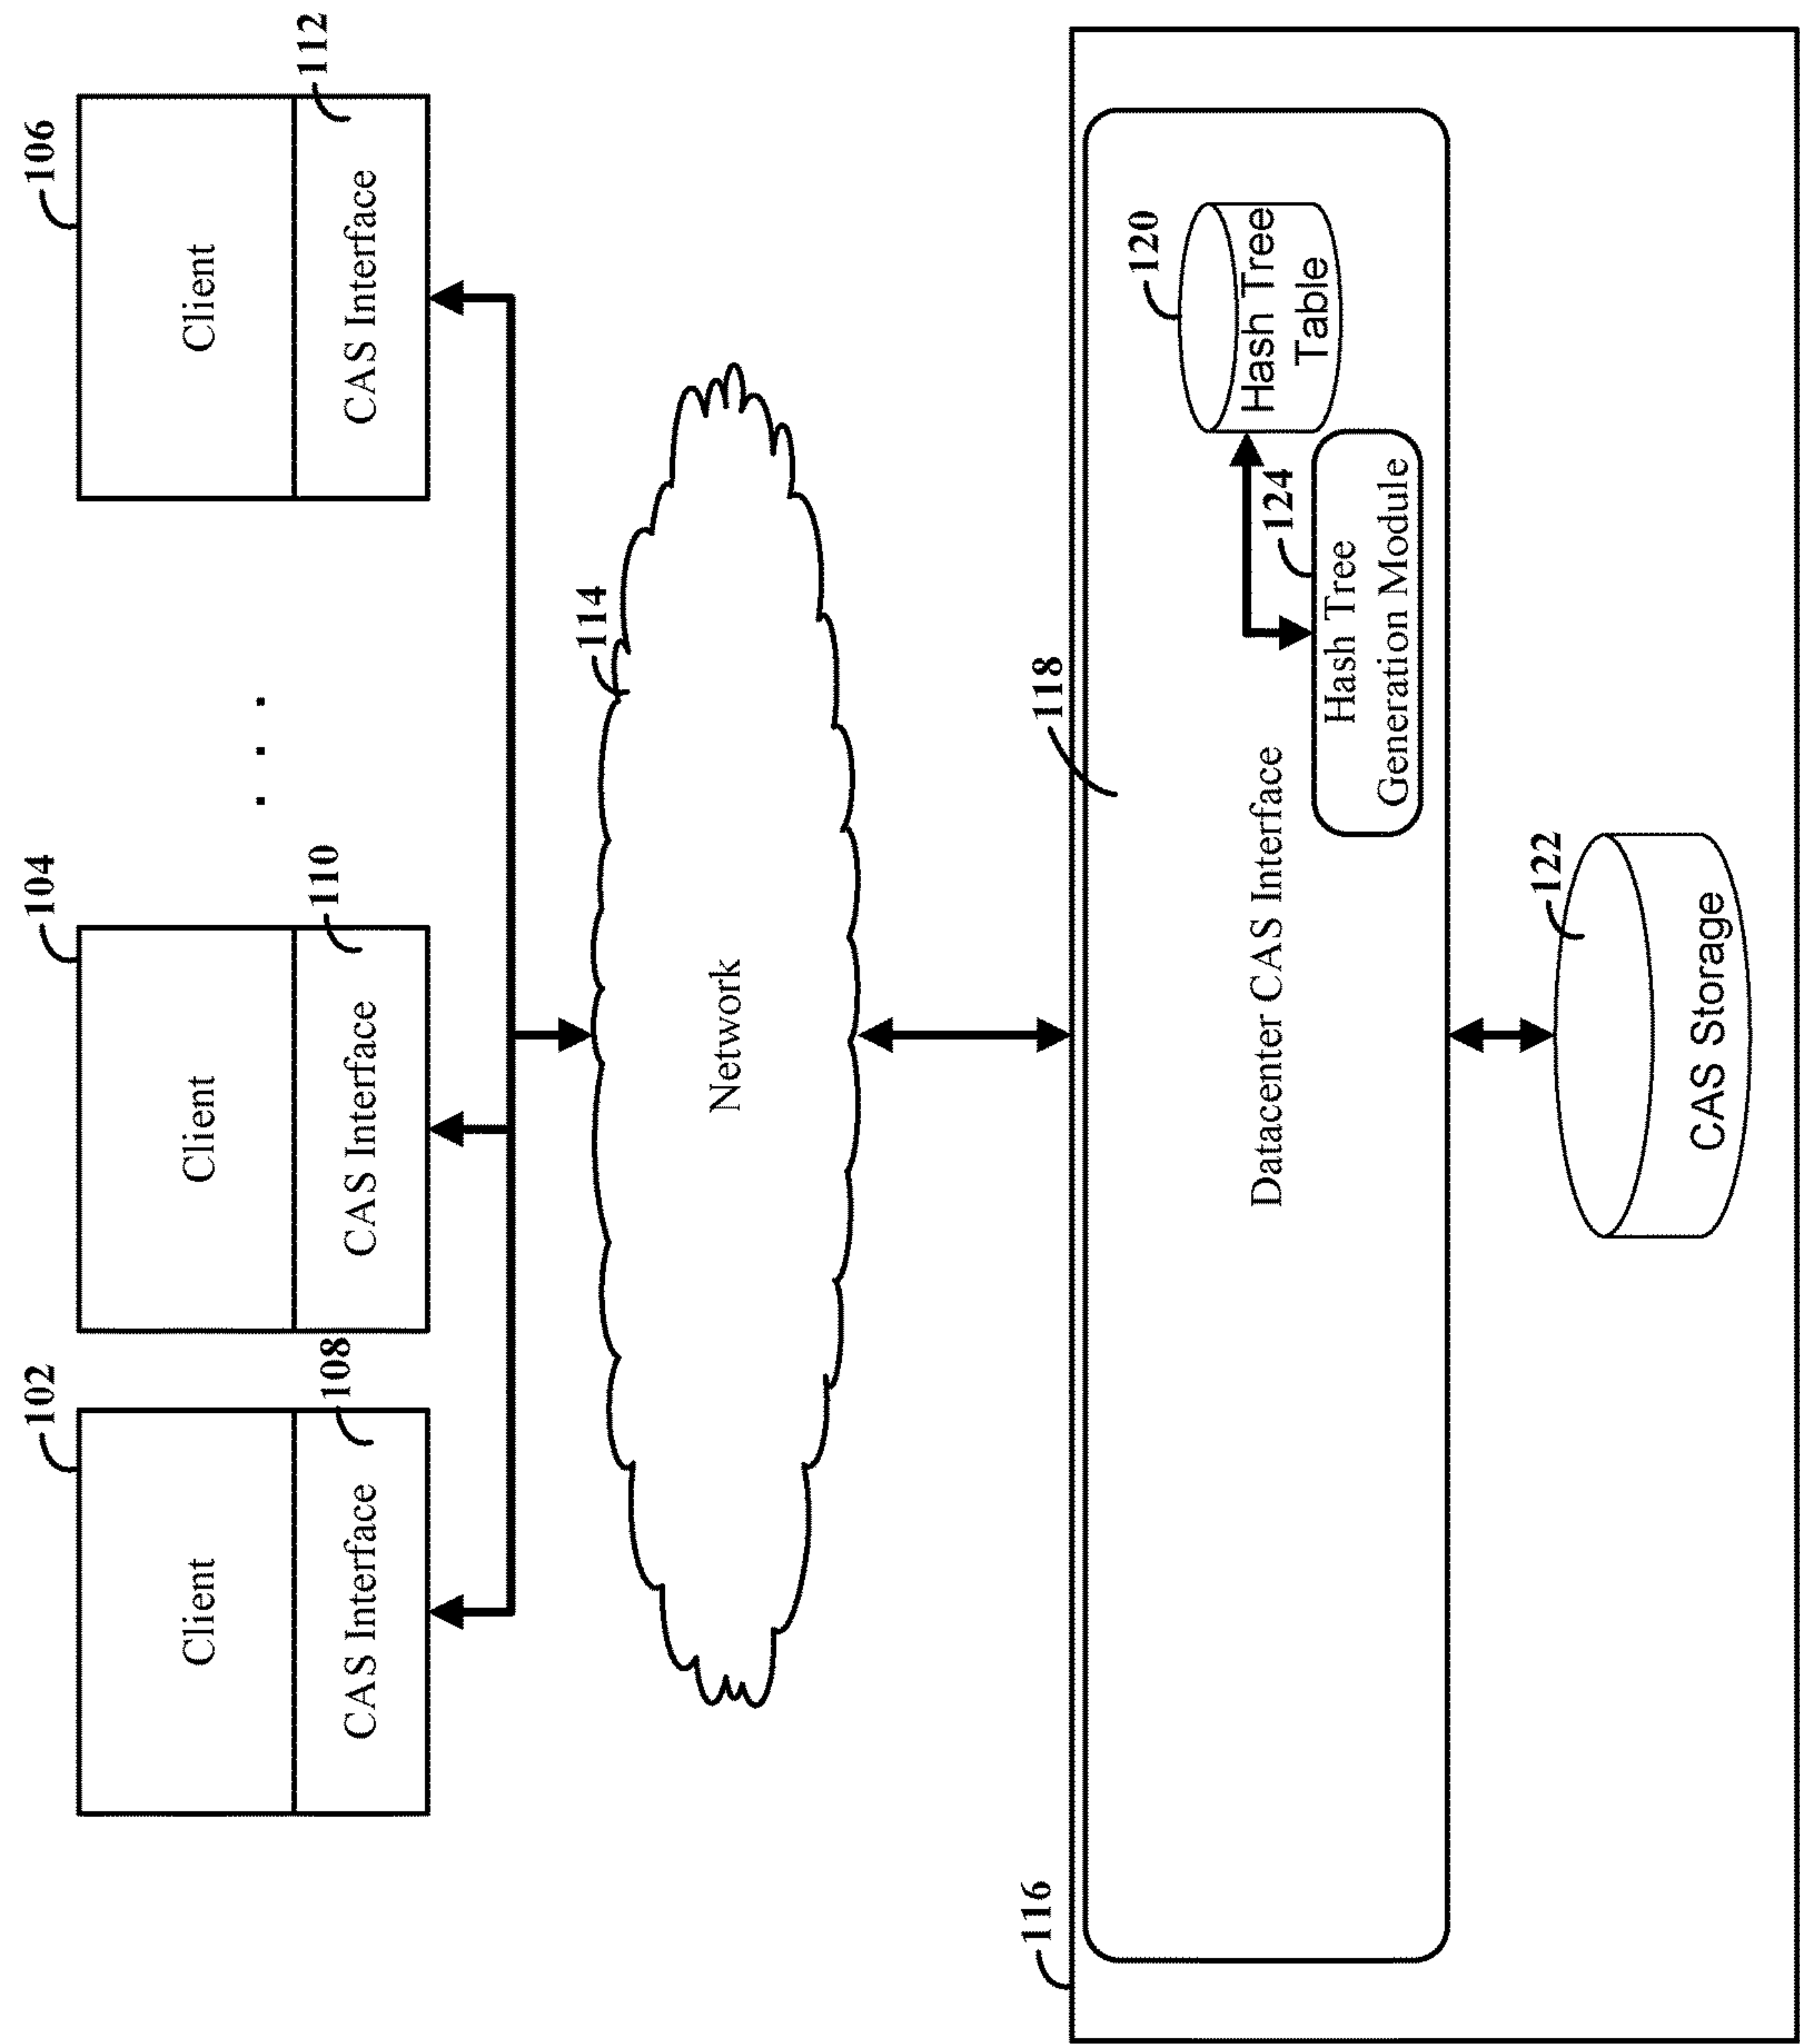 102
104
106
Client
Client
. . .
Client
108
110
112
CAS Interface
CAS Interface
CAS Interface
114
Network
116
118
120
Datacenter CAS Interface
Hash Tree
Table
124
Hash Tree
Generation Module
122
CAS Storage